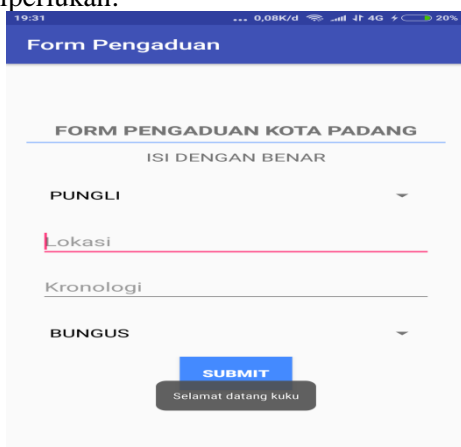 iperlukan.
19:31 ... 0,08K/d 4G 20%
Form Pengaduan
FORM PENGADUAN KOTA PADANG
ISI DENGAN BENAR
PUNGLI
Lokasi
Kronologi
BUNGUS
SUBMIT
Selamat datang kuku